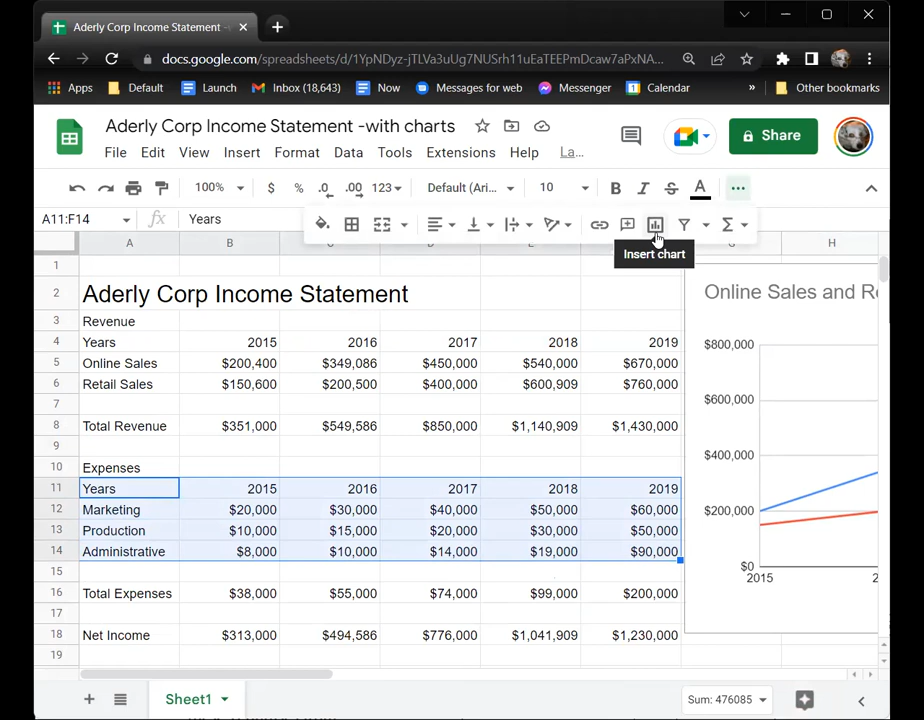 Aderly Corp Income Statement -
docs.google.com/spreadsheets/d/1YpNDyz-jTLVa3uUg7NUSrh11uEaTEEPmDcaw7aPxNA...
Apps Default Launch Inbox (18,643) Now Messages for web Messenger Calendar » Other bookmarks
Aderly Corp Income Statement -with charts
Share
File Edit View Insert Format Data Tools Extensions Help La...
100% $ % .0 .00 123 Default (Ari... 10 B I S A
A11:F14 fx Years
Insert chart
A B H
1
2 Aderly Corp Income Statement
3 Revenue
4 Years 2015 2016 2017 2018 2019
5 Online Sales $200,400 $349,086 $450,000 $540,000 $670,000
6 Retail Sales $150,600 $200,500 $400,000 $600,909 $760,000
7
8 Total Revenue $351,000 $549,586 $850,000 $1,140,909 $1,430,000
9
10 Expenses
11 Years 2015 2016 2017 2018 2019
12 Marketing $20,000 $30,000 $40,000 $50,000 $60,000
13 Production $10,000 $15,000 $20,000 $30,000 $50,000
14 Administrative $8,000 $10,000 $14,000 $19,000 $90,000
15
16 Total Expenses $38,000 $55,000 $74,000 $99,000 $200,000
17
18 Net Income $313,000 $494,586 $776,000 $1,041,909 $1,230,000
19
Online Sales and Re
$800,000
$600,000
$400,000
$200,000
$0
2015 2
Sheet1
Sum: 476085